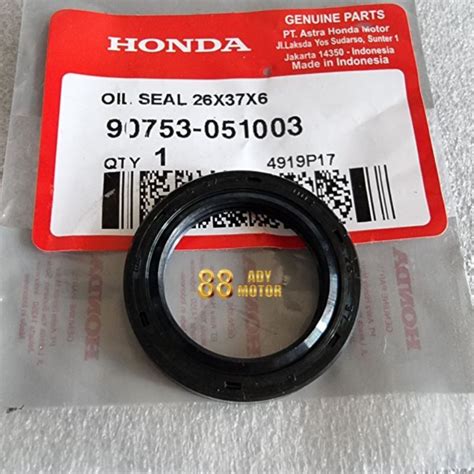 GENUINE PARTS
HONDA
PT. Astra Honda Motor
Jl.Laksda Yos Sudarso, Sunter 1
Jakarta 14350 - Indonesia
Made in Indonesia
OIL SEAL 26X37X6
90753-051003
QTY 1
4919P17
88 ADY
MOTOR
HONDA
HONDA